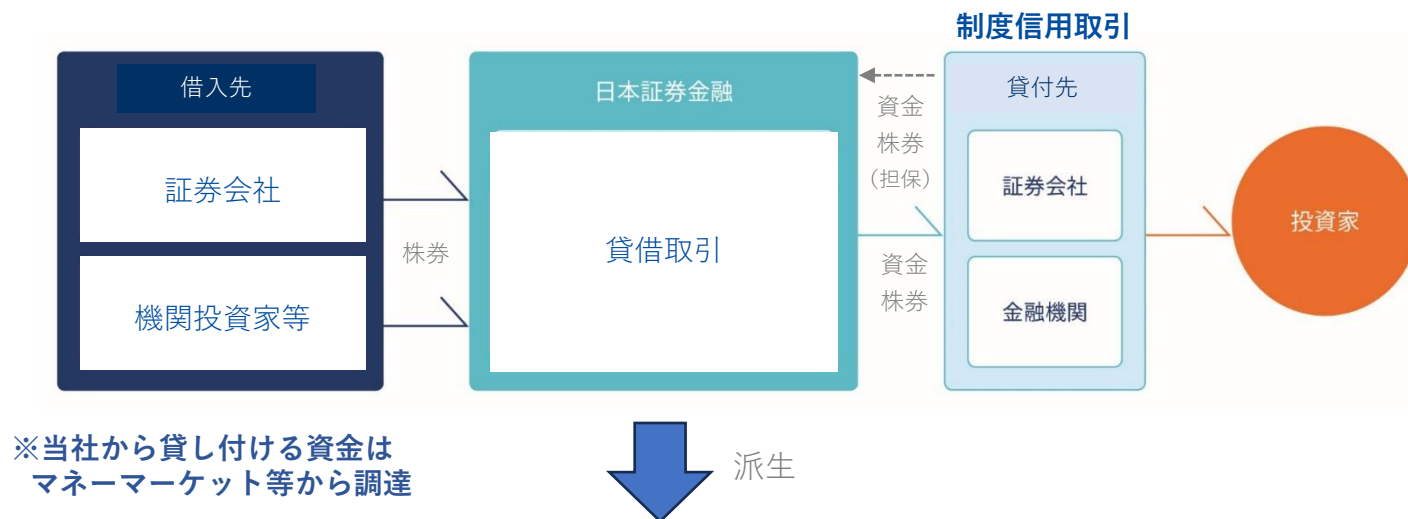 制度信用取引
借入先
証券会社
機関投資家等
株券
日本証券金融
貸借取引
資金
株券
(担保)
資金
株券
貸付先
証券会社
金融機関
投資家
※当社から貸し付ける資金は
マネーマーケット等から調達
派生